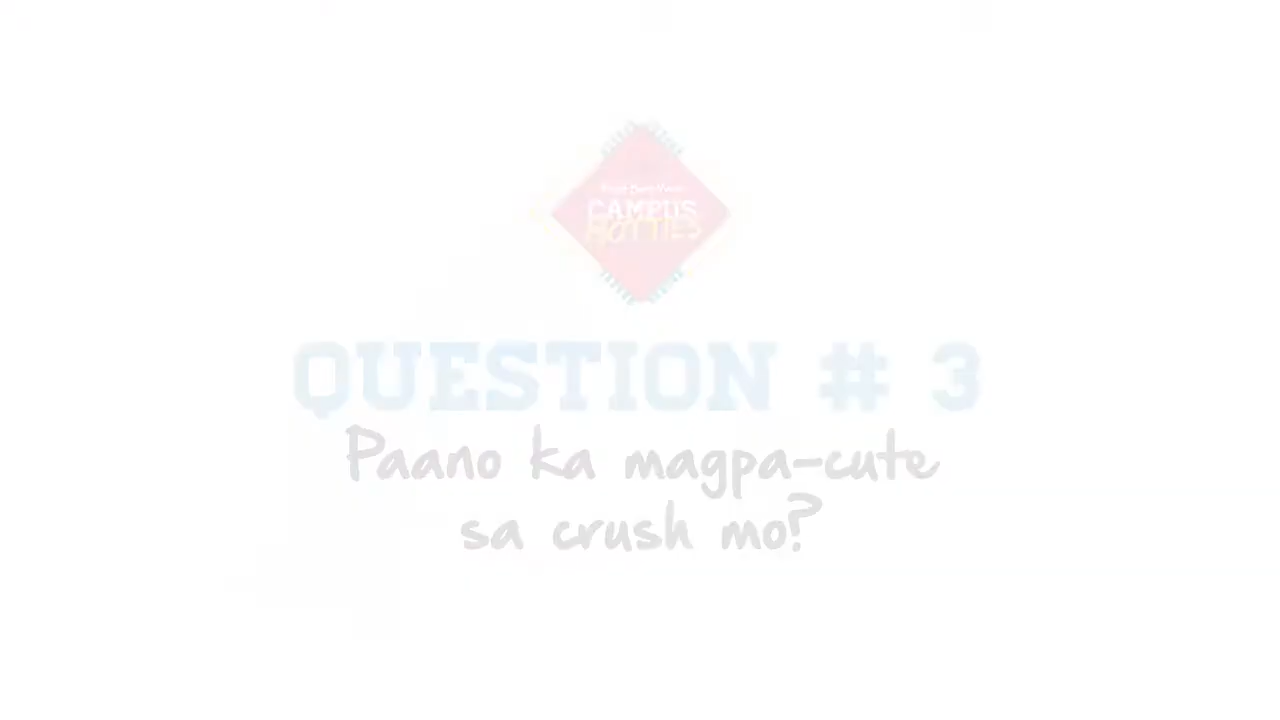 CAMPUS
HOTTIES
QUESTION # 3
Paano ka magpa-cute
sa crush mo?